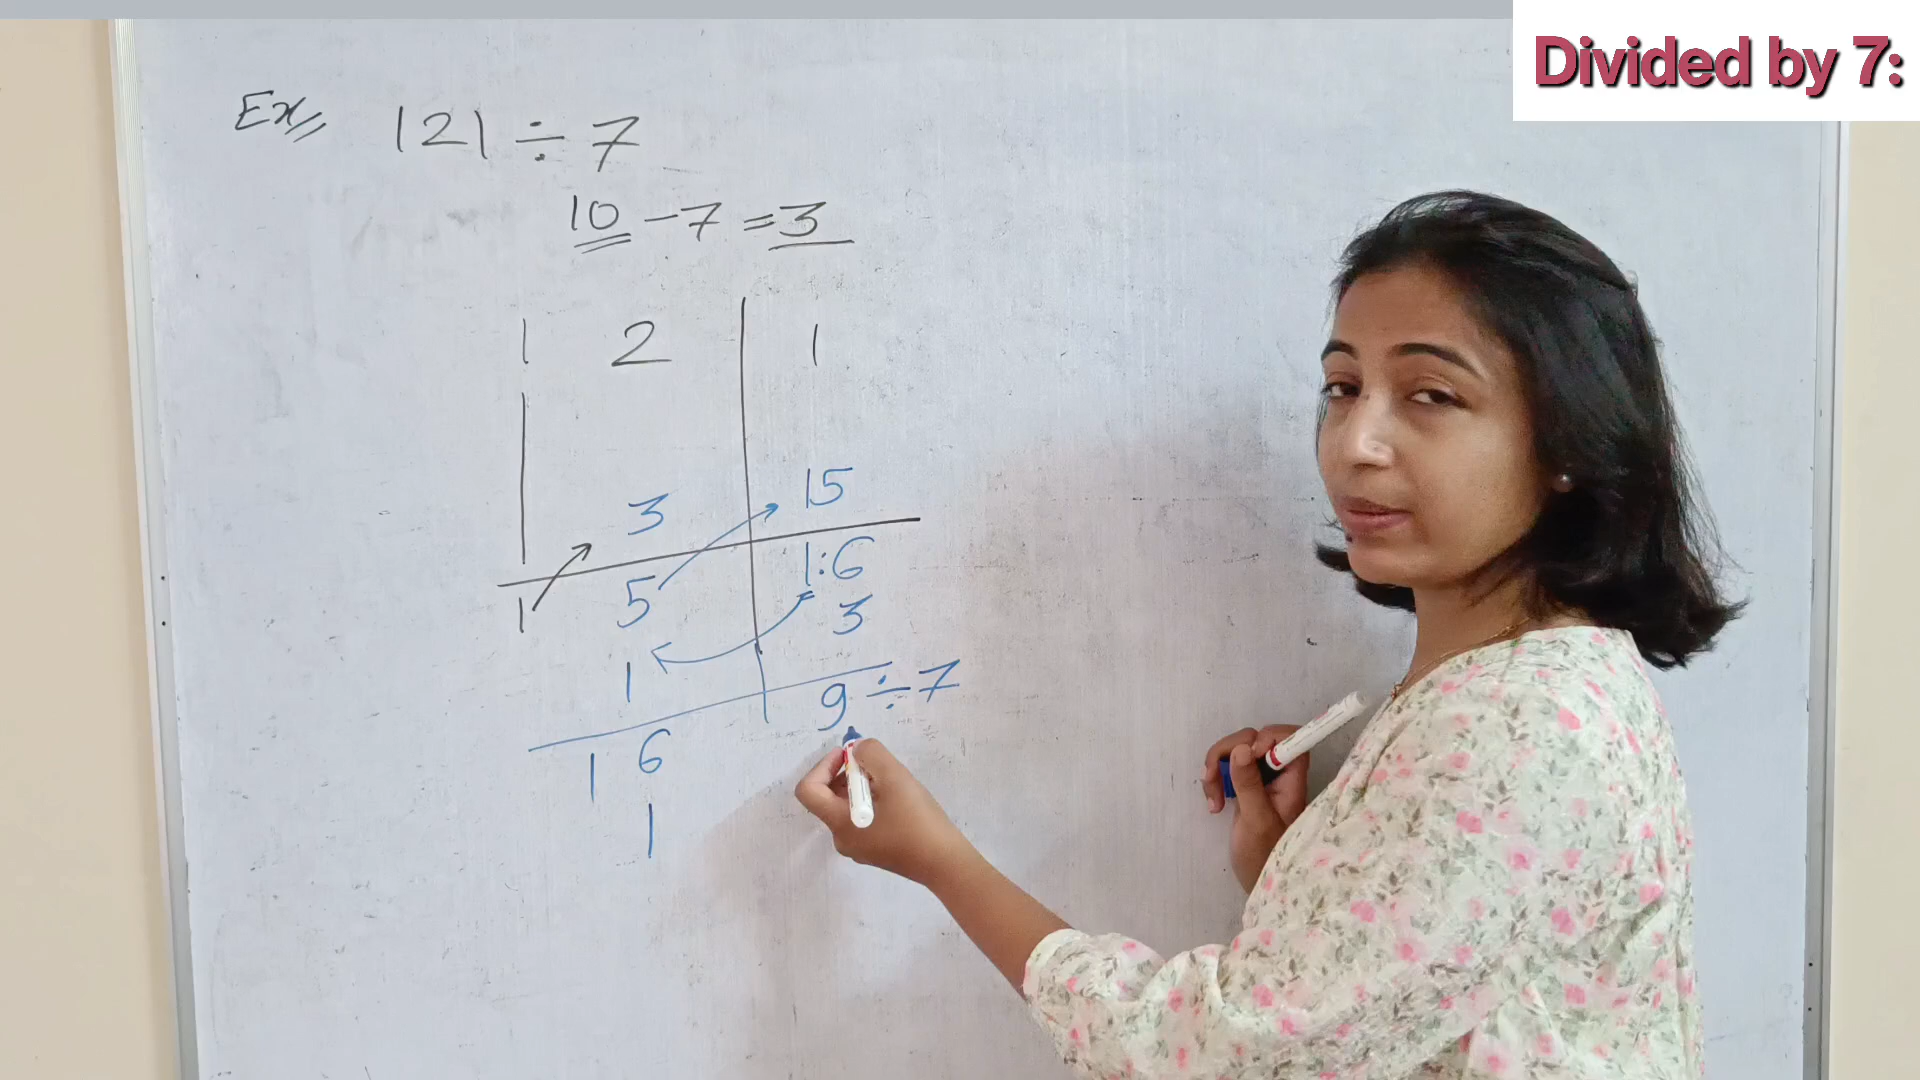 Divided by 7:
Ex, 121 ÷ 7
10 - 7 = 3
1 2 1
3 15
1 5 1:6
3
1
9 ÷ 7
1 6
1